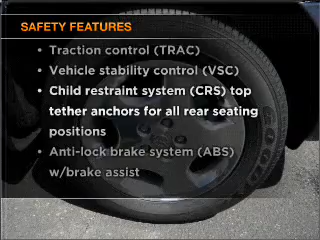 SAFETY FEATURES
• Traction control (TRAC)
• Vehicle stability control (VSC)
• Child restraint system (CRS) top
tether anchors for all rear seating
positions
• Anti-lock brake system (ABS)
w/brake assist